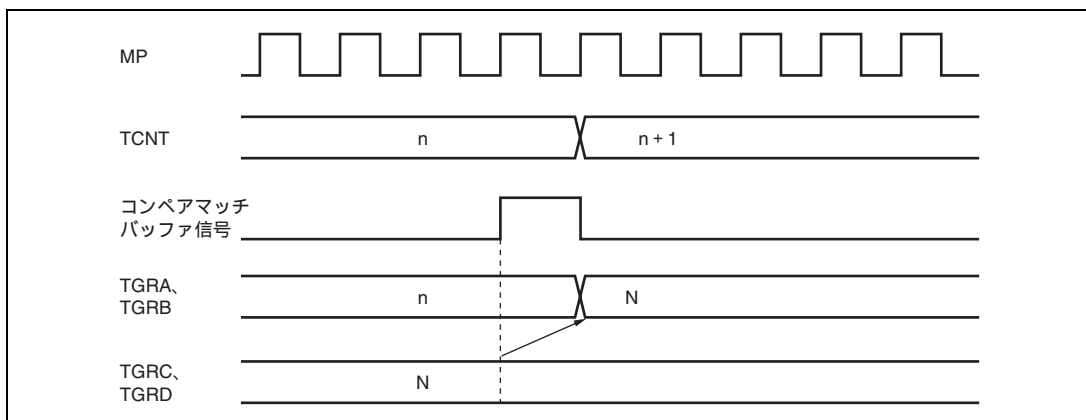 MP
TCNT
n
n + 1
コンペアマッチ
バッファ信号
TGRA、
TGRB
n
N
TGRC、
TGRD
N